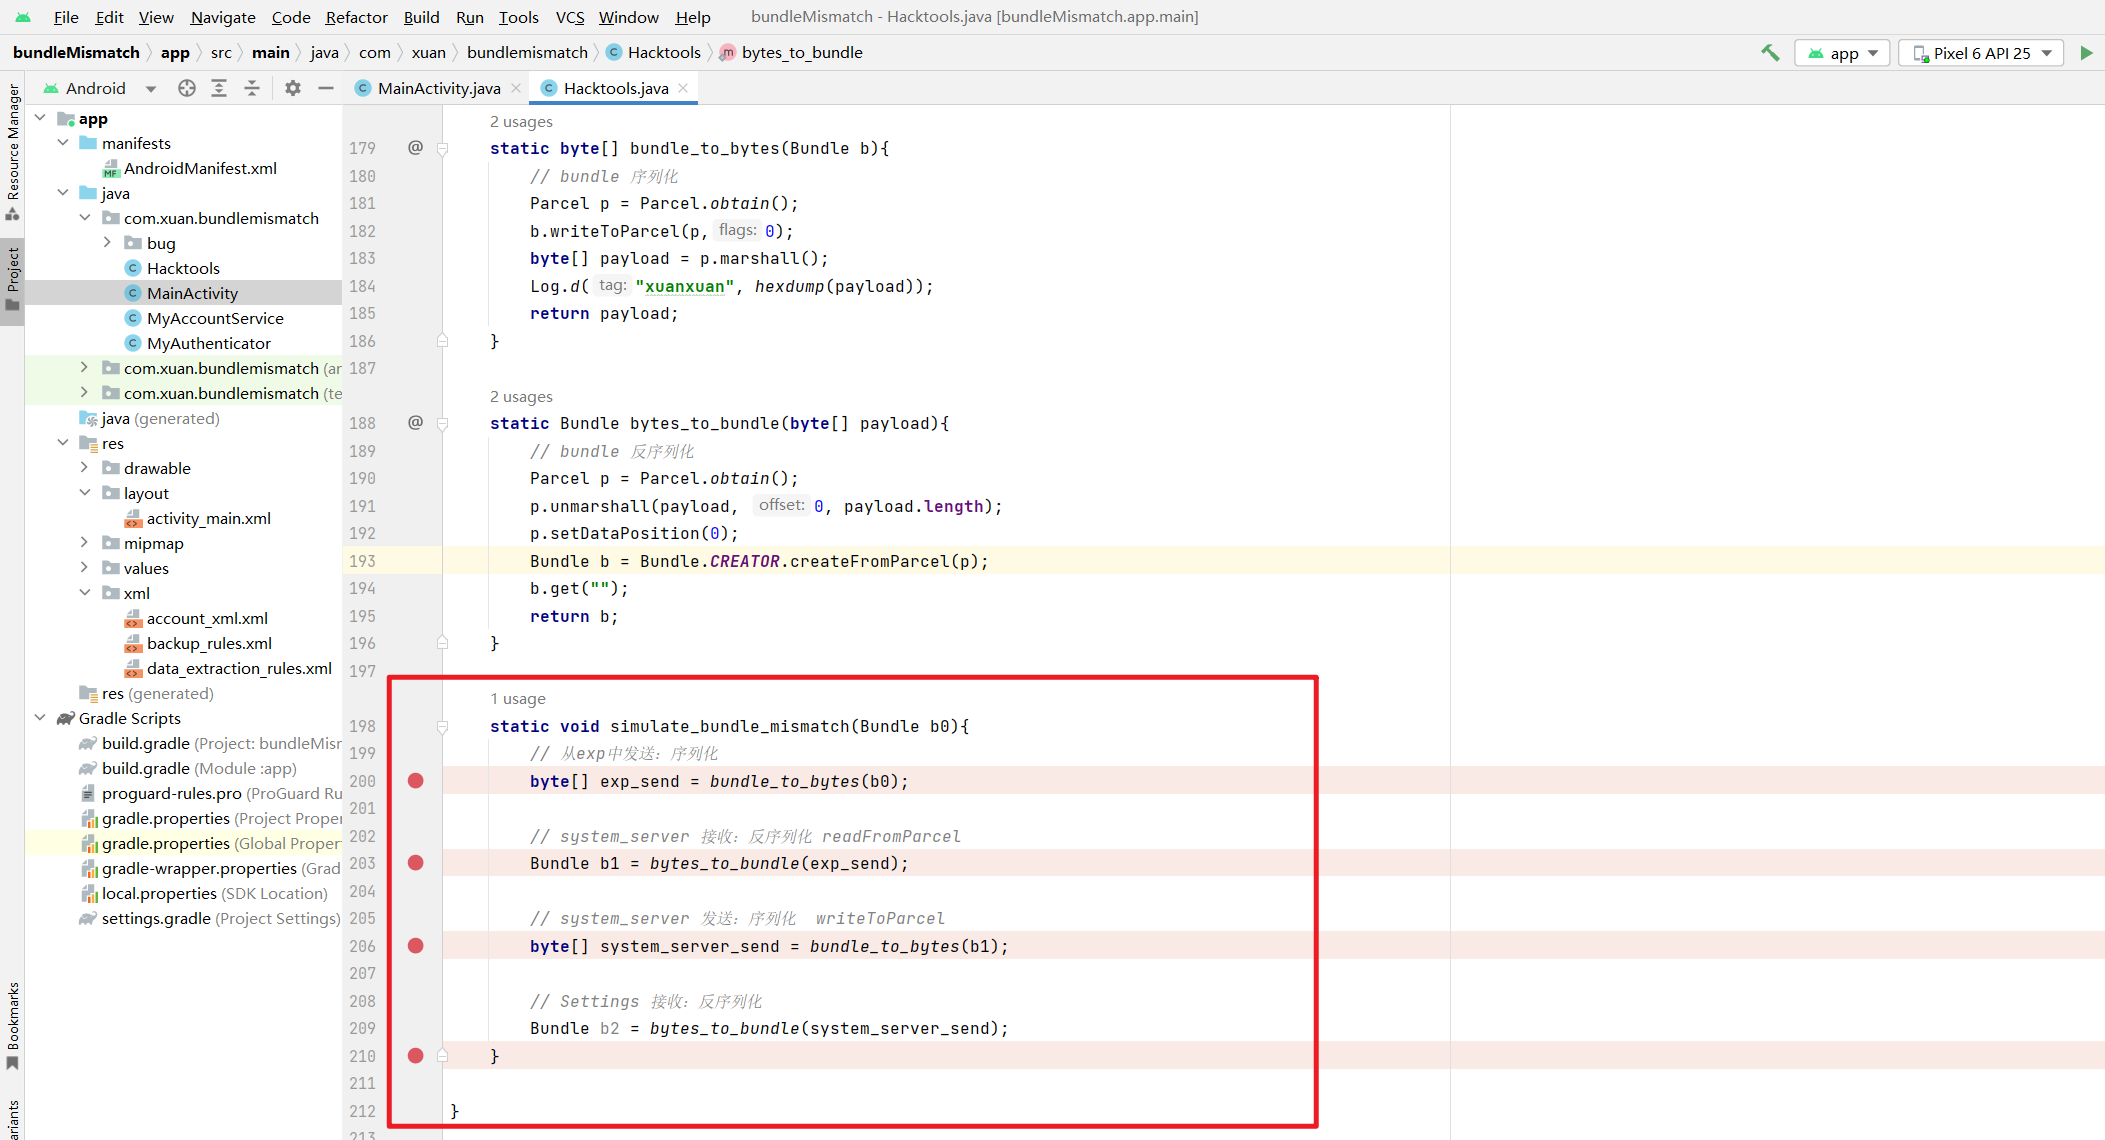 File Edit View Navigate Code Refactor Build Run Tools VCS Window Help bundleMismatch - Hacktools.java [bundleMismatch.app.main]
bundleMismatch app src main java com xuan bundlemismatch C Hacktools m bytes_to_bundle app Pixel 6 API 25
Resource Manager
Project
Bookmarks
Android
app
manifests
MF AndroidManifest.xml
java
com.xuan.bundlemismatch
bug
C Hacktools
C MainActivity
C MyAccountService
C MyAuthenticator
com.xuan.bundlemismatch (ar
com.xuan.bundlemismatch (te
java (generated)
res
drawable
layout
activity_main.xml
mipmap
values
xml
account_xml.xml
backup_rules.xml
data_extraction_rules.xml
res (generated)
Gradle Scripts
build.gradle (Project: bundleMisr
build.gradle (Module :app)
proguard-rules.pro (ProGuard Ru
gradle.properties (Project Proper
gradle.properties (Global Proper
gradle-wrapper.properties (Grad
local.properties (SDK Location)
settings.gradle (Project Settings)
C MainActivity.java C Hacktools.java
2 usages
179 @ static byte[] bundle_to_bytes(Bundle b){
180 // bundle 序列化
181 Parcel p = Parcel.obtain();
182 b.writeToParcel(p, flags: 0);
183 byte[] payload = p.marshall();
184 Log.d( tag: "xuanxuan", hexdump(payload));
185 return payload;
186 }
187
2 usages
188 @ static Bundle bytes_to_bundle(byte[] payload){
189 // bundle 反序列化
190 Parcel p = Parcel.obtain();
191 p.unmarshall(payload, offset: 0, payload.length);
192 p.setDataPosition(0);
193 Bundle b = Bundle.CREATOR.createFromParcel(p);
194 b.get("");
195 return b;
196 }
197
1 usage
198 static void simulate_bundle_mismatch(Bundle b0){
199 // 从exp中发送：序列化
200 byte[] exp_send = bundle_to_bytes(b0);
201
202 // system_server 接收：反序列化 readFromParcel
203 Bundle b1 = bytes_to_bundle(exp_send);
204
205 // system_server 发送：序列化 writeToParcel
206 byte[] system_server_send = bundle_to_bytes(b1);
207
208 // Settings 接收：反序列化
209 Bundle b2 = bytes_to_bundle(system_server_send);
210 }
211
212 }
213